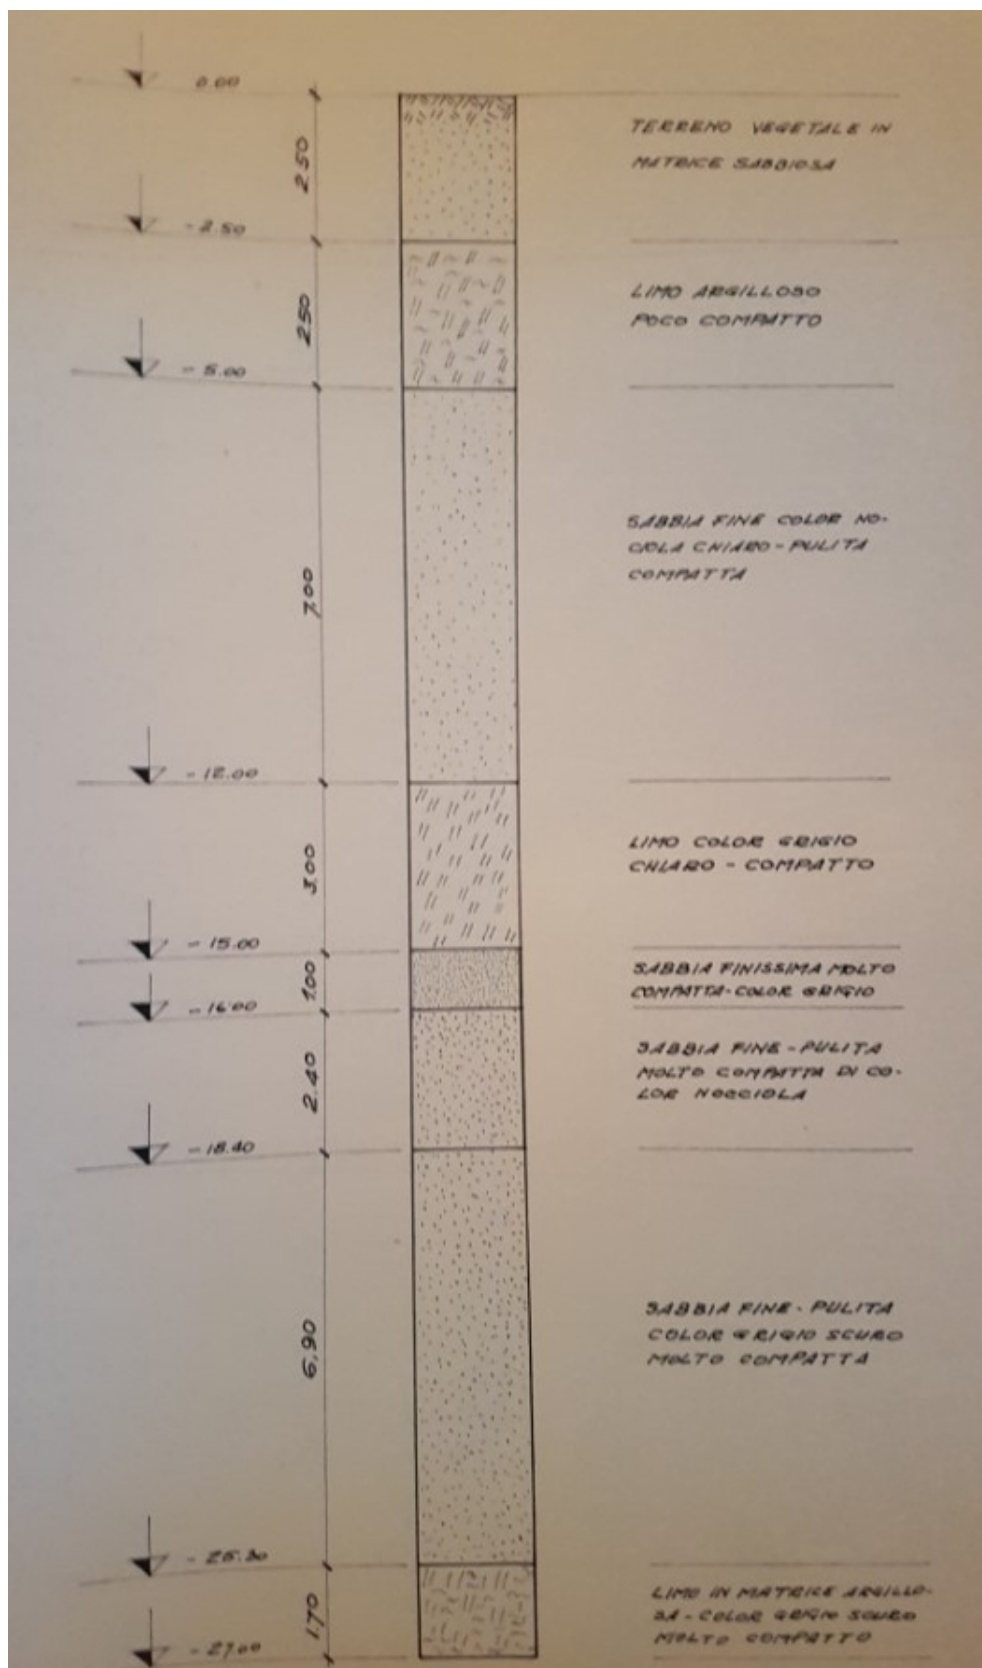 0.00
2.50
TERRENO VEGETALE IN
MATRICE SABBIOSA
- 2.50
2.50
LIMO ARGILLOSO
POCO COMPATTO
- 5.00
7.00
SABBIA FINE COLOR NO-
CIOLA CHIARO - PULITA
COMPATTA
- 12.00
3.00
LIMO COLOR GRIGIO
CHIARO - COMPATTO
- 15.00
1.00
SABBIA FINISSIMA MOLTO
COMPATTA - COLOR GRIGIO
- 16.00
2.40
SABBIA FINE - PULITA
MOLTO COMPATTA DI CO-
LOR NOCCIOLA
- 18.40
6.90
SABBIA FINE - PULITA
COLOR GRIGIO SCURO
MOLTO COMPATTA
- 25.30
1.70
LIMO IN MATRICE ARGILLO-
SA - COLOR GRIGIO SCURO
MOLTO COMPATTO
- 27.00